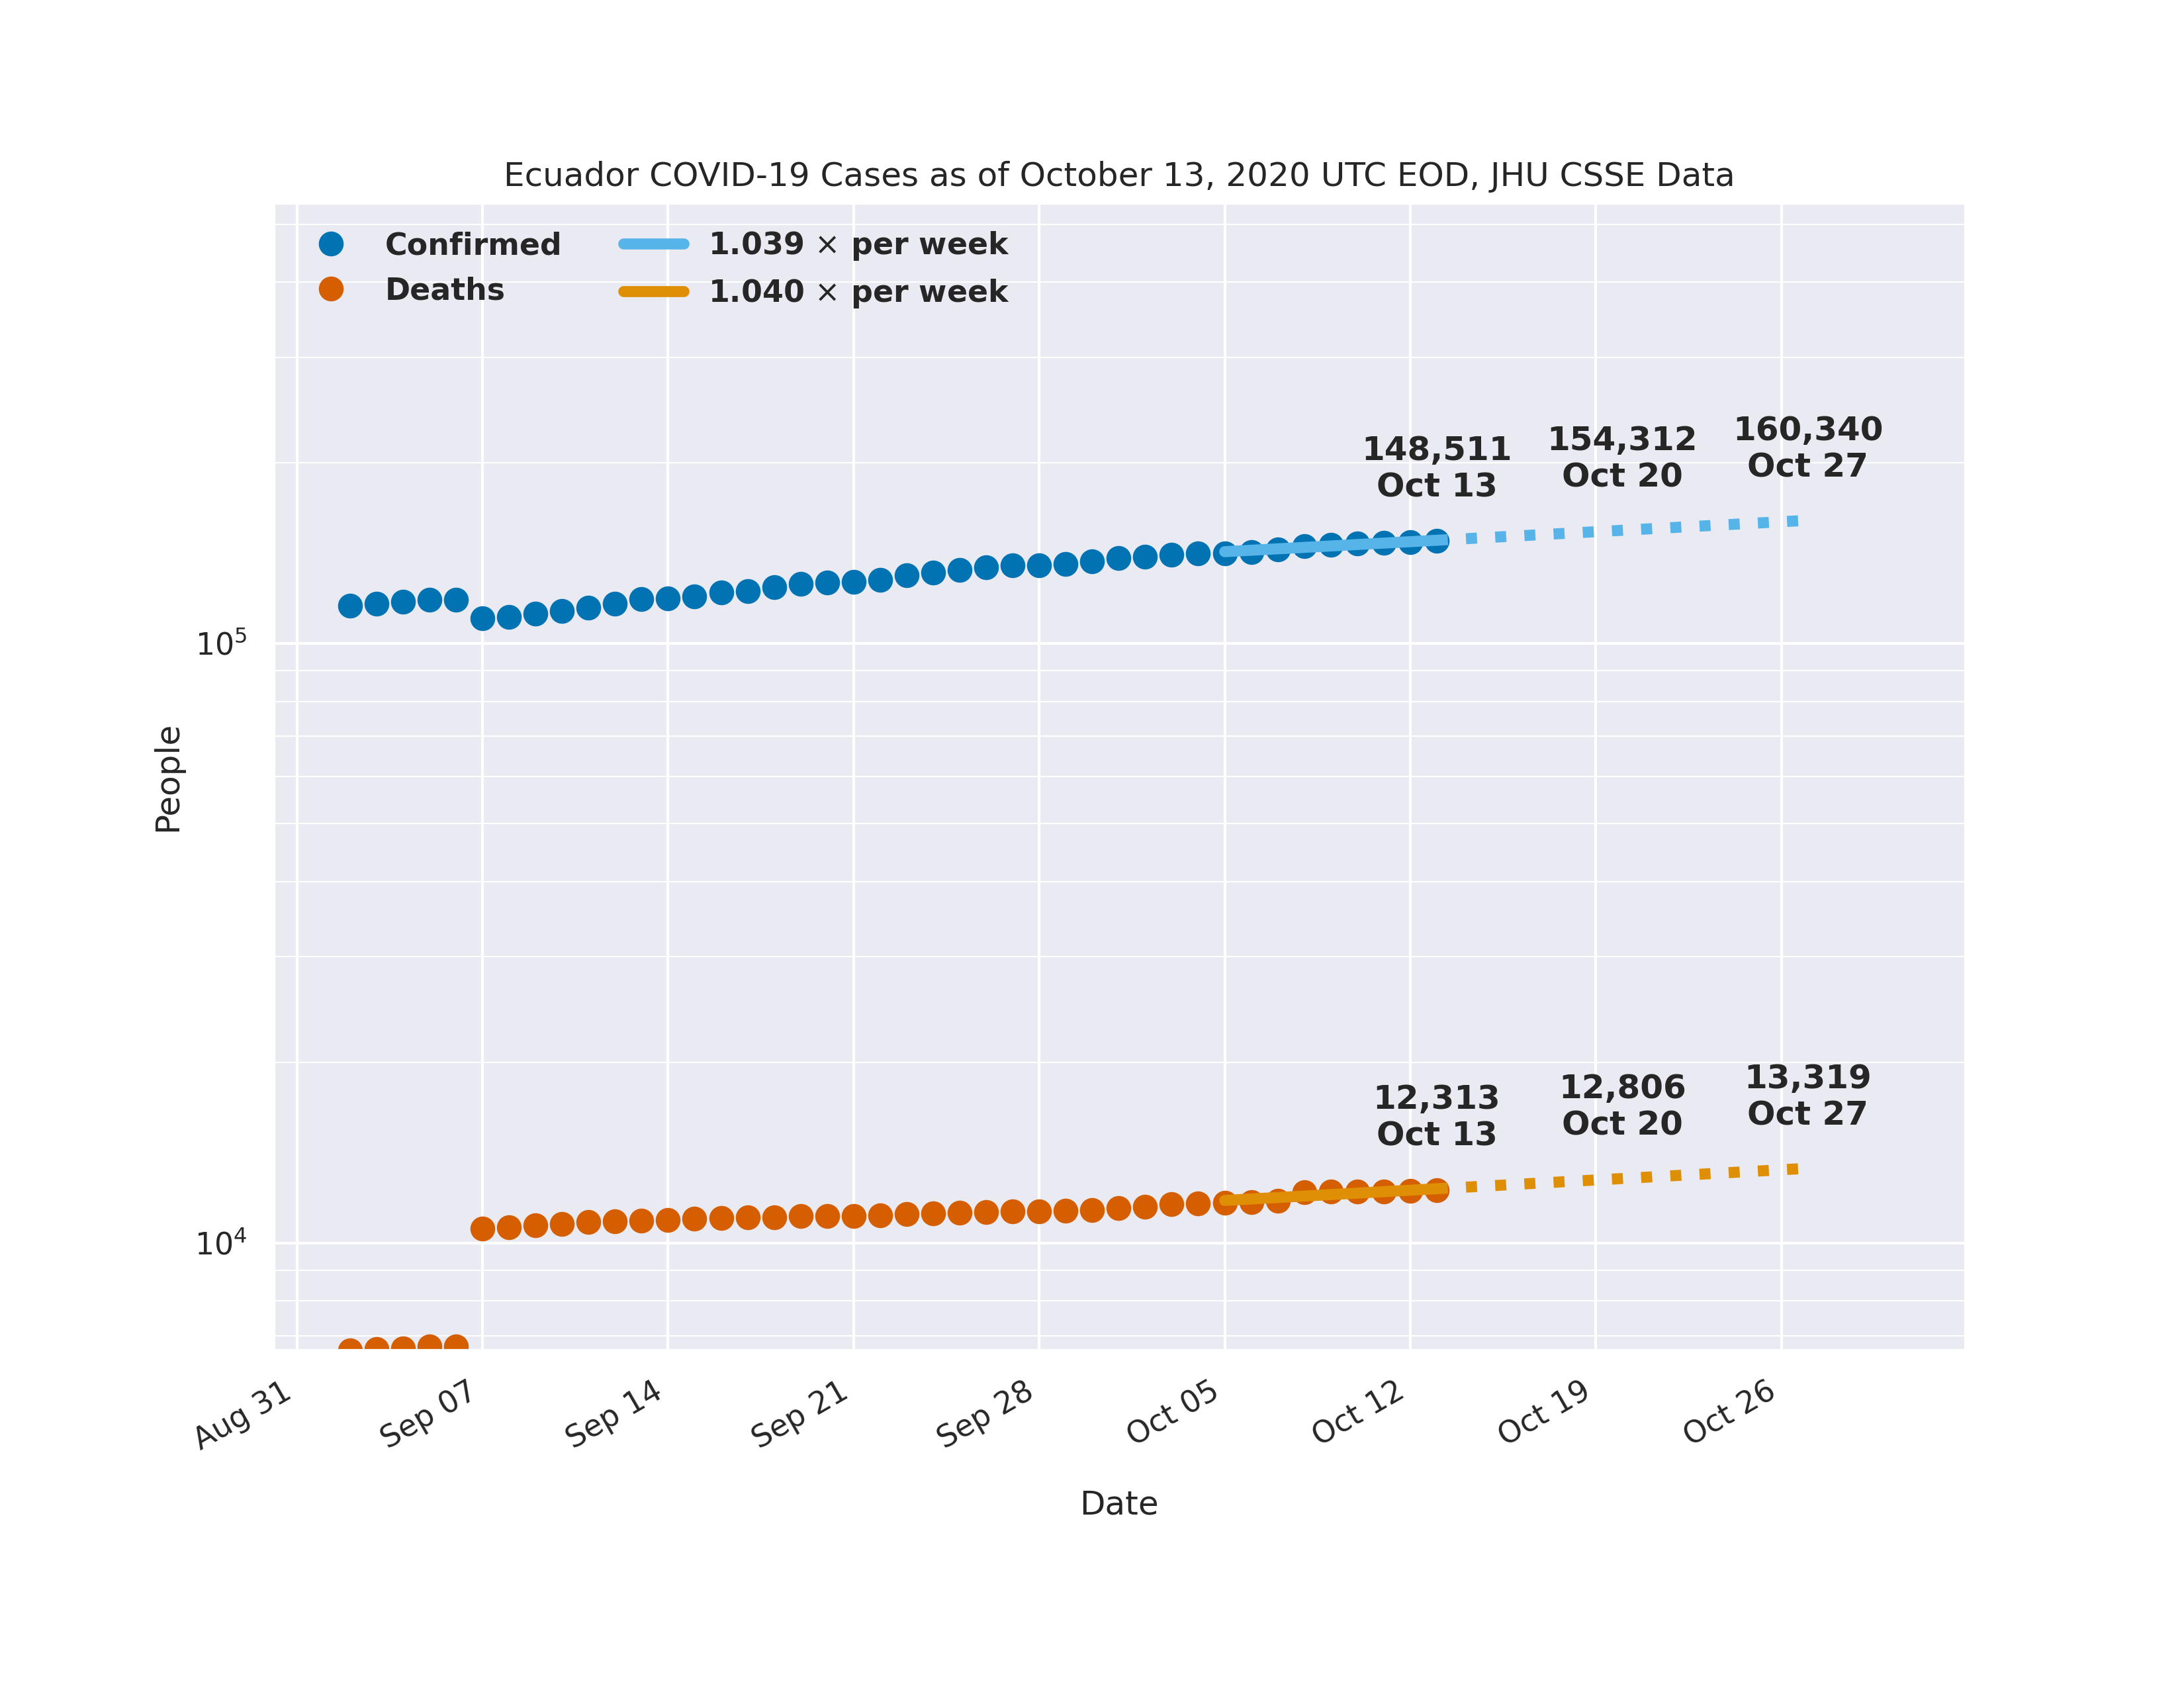 Ecuador COVID-19 Cases as of October 13, 2020 UTC EOD, JHU CSSE Data
Confirmed
Deaths
1.039 × per week
1.040 × per week
148,511
Oct 13
154,312
Oct 20
160,340
Oct 27
10⁵
People
12,313
Oct 13
12,806
Oct 20
13,319
Oct 27
10⁴
Aug 31
Sep 07
Sep 14
Sep 21
Sep 28
Oct 05
Oct 12
Oct 19
Oct 26
Date